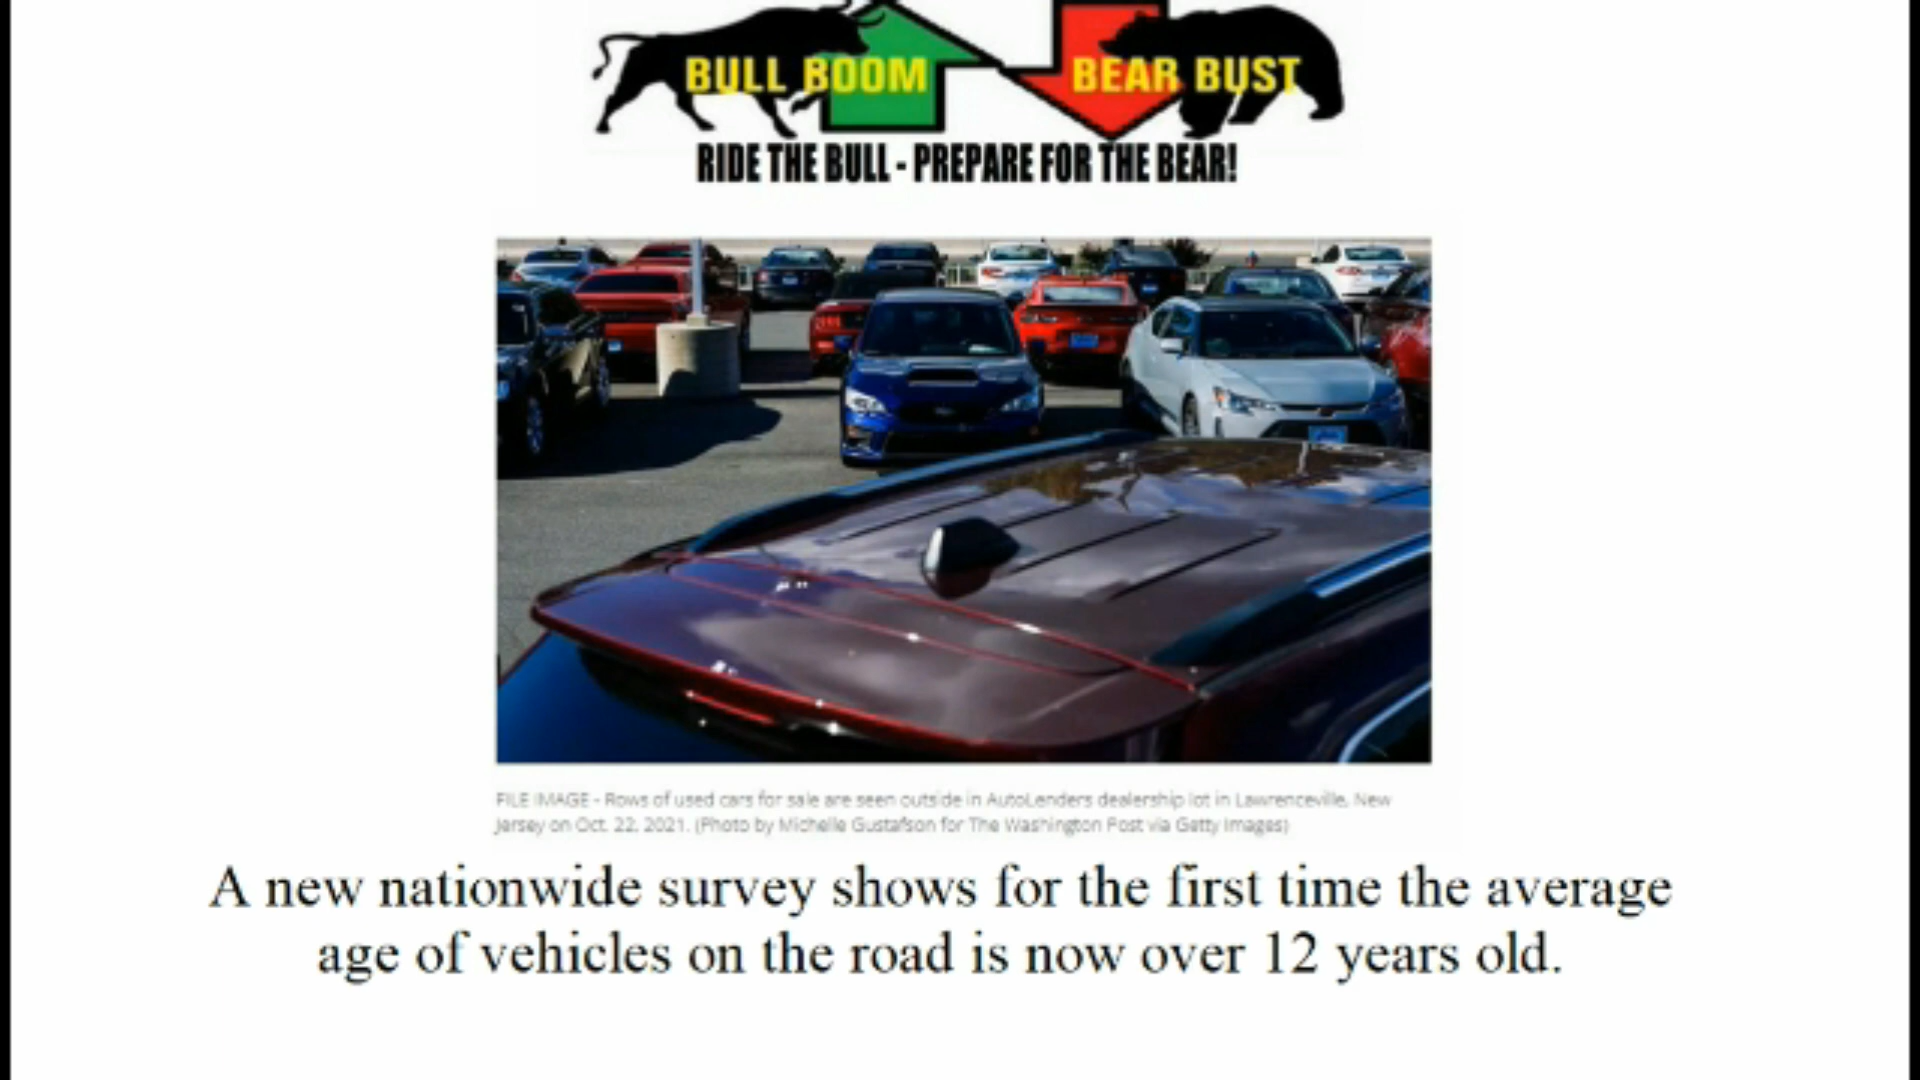 BULL BOOM
BEAR BUST
RIDE THE BULL - PREPARE FOR THE BEAR!
FILE IMAGE - Rows of used cars for sale are seen outside in AutoLenders dealership lot in Lawrenceville, New
Jersey on Oct. 22, 2021. (Photo by Michelle Gustafson for The Washington Post via Getty Images)
A new nationwide survey shows for the first time the average
age of vehicles on the road is now over 12 years old.